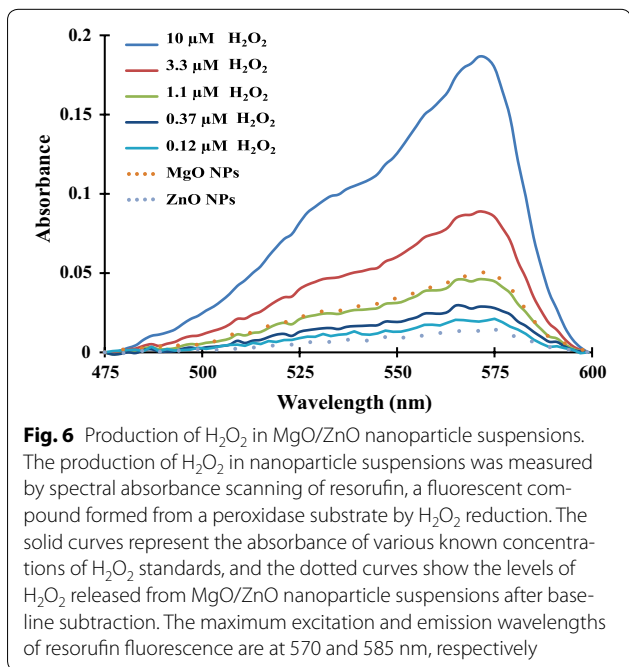 0.2
0.15
0.1
0.05
0
Absorbance
10 µM H₂O₂
3.3 µM H₂O₂
1.1 µM H₂O₂
0.37 µM H₂O₂
0.12 µM H₂O₂
MgO NPs
ZnO NPs
475 500 525 550 575 600
Wavelength (nm)
Fig. 6 Production of H₂O₂ in MgO/ZnO nanoparticle suspensions.
The production of H₂O₂ in nanoparticle suspensions was measured
by spectral absorbance scanning of resorufin, a fluorescent com-
pound formed from a peroxidase substrate by H₂O₂ reduction. The
solid curves represent the absorbance of various known concentra-
tions of H₂O₂ standards, and the dotted curves show the levels of
H₂O₂ released from MgO/ZnO nanoparticle suspensions after base-
line subtraction. The maximum excitation and emission wavelengths
of resorufin fluorescence are at 570 and 585 nm, respectively